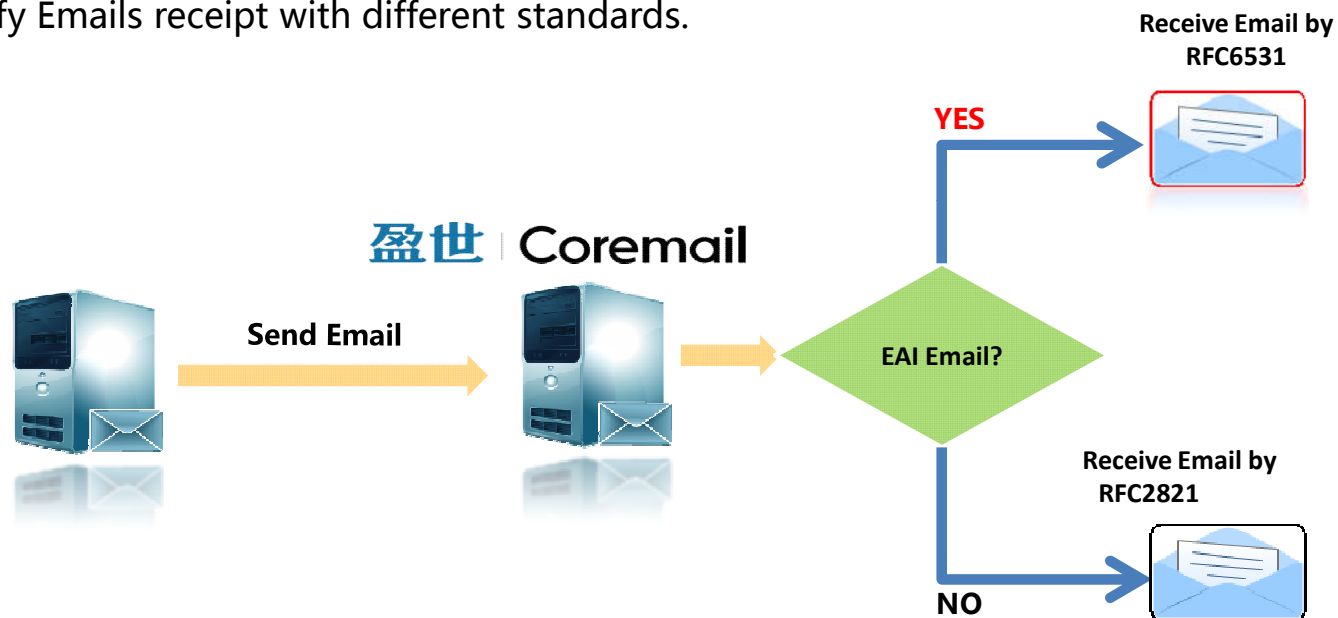 fy Emails receipt with different standards.
Receive Email by
RFC6531
YES
盈世 Coremail
Send Email
EAI Email?
Receive Email by
RFC2821
NO